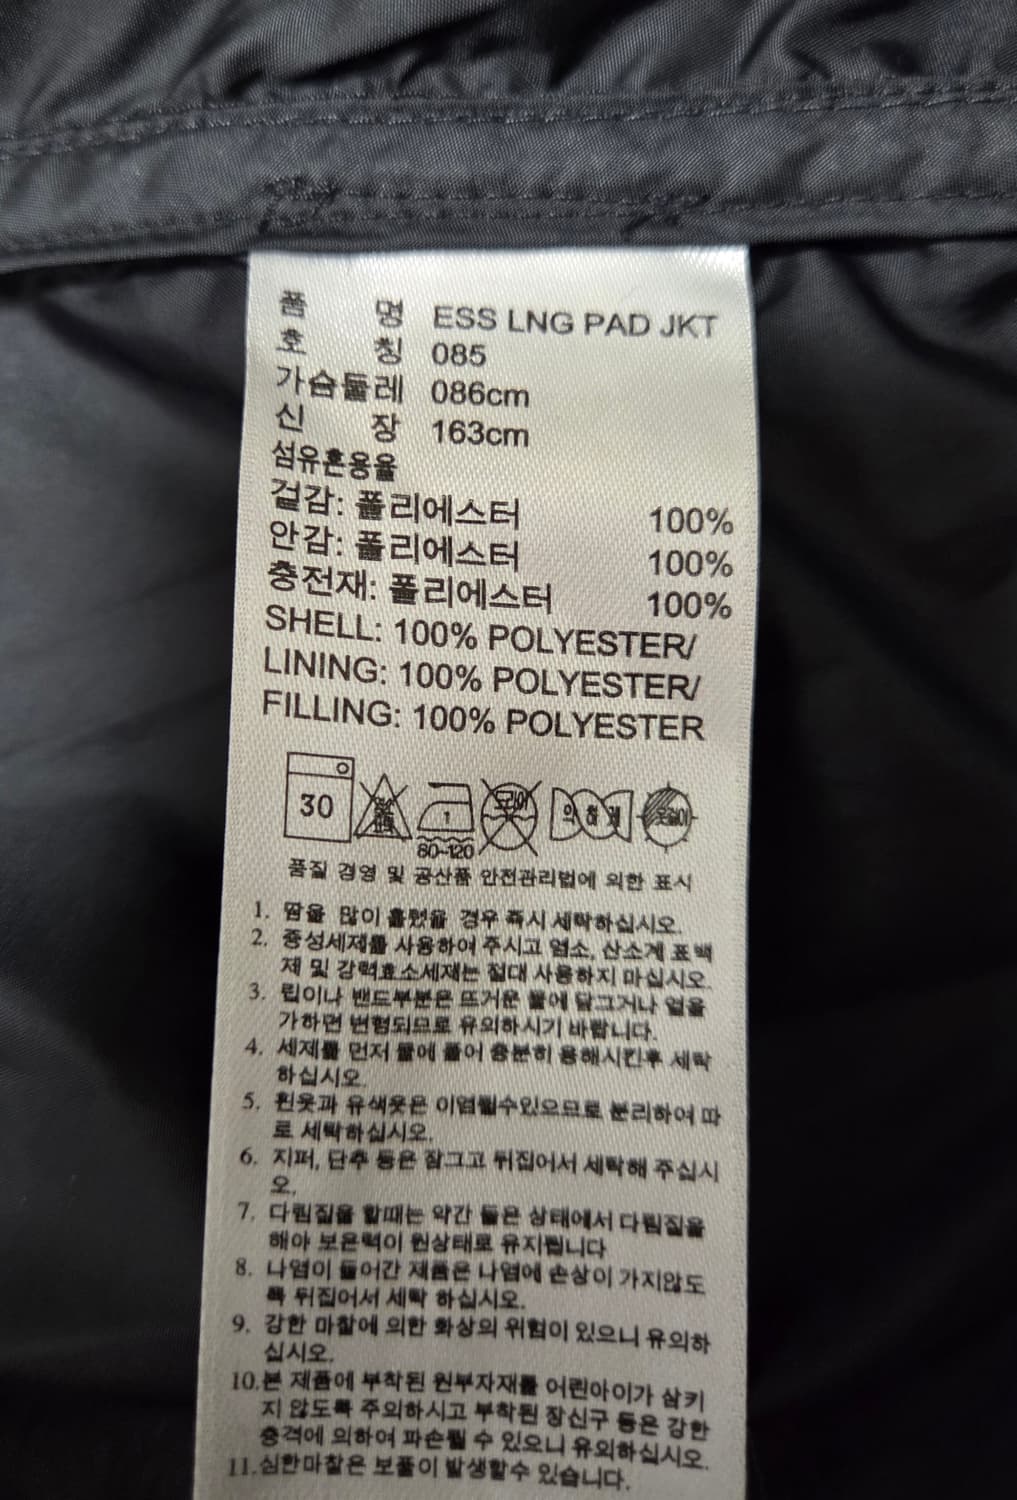 품 명 ESS LNG PAD JKT
호 칭 085
가슴둘레 086cm
신 장 163cm
섬유혼용율
겉감: 폴리에스터 100%
안감: 폴리에스터 100%
충전재: 폴리에스터 100%
SHELL: 100% POLYESTER/
LINING: 100% POLYESTER/
FILLING: 100% POLYESTER
30 1 드라이 약하게 옷걸이
80~120
품질 경영 및 공산품 안전관리법에 의한 표시
1. 땀을 많이 흘렸을 경우 즉시 세탁하십시오.
2. 중성세제를 사용하여 주시고 염소, 산소계 표백
제 및 강력효소세재는 절대 사용하지 마십시오.
3. 립이나 밴드부분은 뜨거운 물에 담그거나 열을
가하면 변형되므로 유의하시기 바랍니다.
4. 세제를 먼저 물에 풀어 충분히 용해시킨후 세탁
하십시오.
5. 흰옷과 유색옷은 이염될수있으므로 분리하여 따
로 세탁하십시오.
6. 지퍼, 단추 등은 잠그고 뒤집어서 세탁해 주십시
오.
7. 다림질을 할때는 약간 들은 상태에서 다림질을
해야 보온력이 원상태로 유지됩니다
8. 나염이 들어간 제품은 나염에 손상이 가지않도
록 뒤집어서 세탁 하십시오.
9. 강한 마찰에 의한 화상의 위험이 있으니 유의하
십시오.
10.본 제품에 부착된 원부자재를 어린아이가 삼키
지 않도록 주의하시고 부착된 장신구 등은 강한
충격에 의하여 파손될 수 있으니 유의하십시오.
11.심한마찰은 보풀이 발생할수 있습니다.